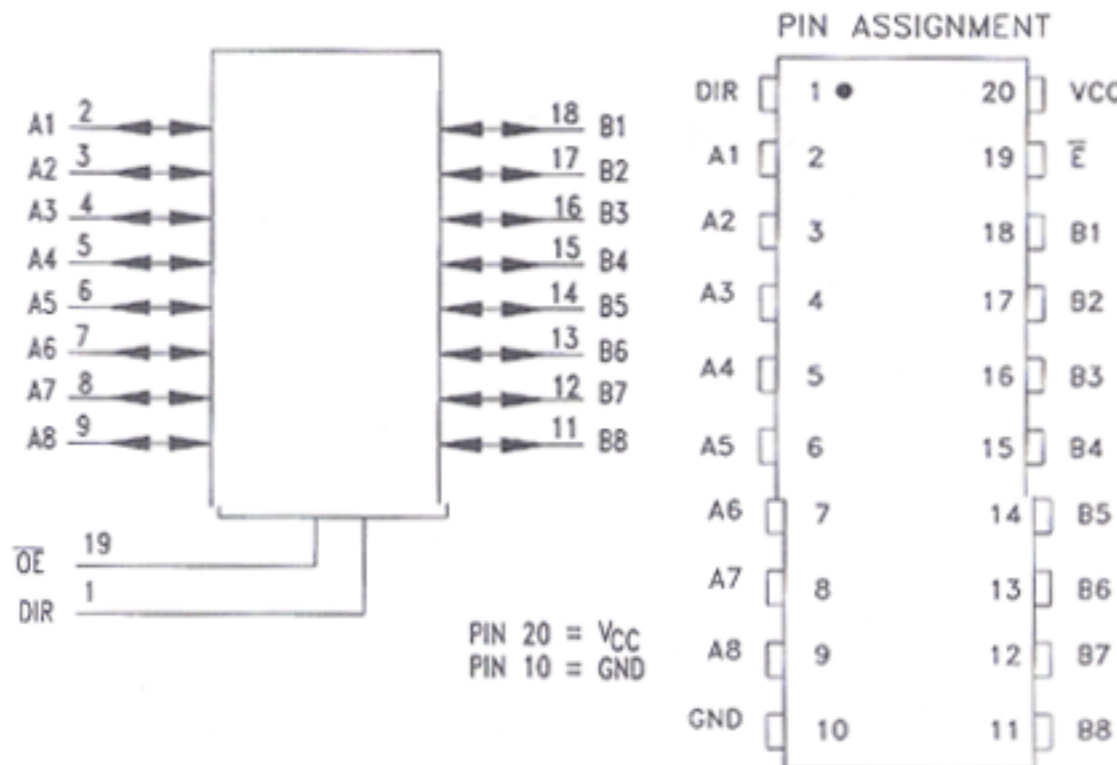 PIN ASSIGNMENT
A1 2 18 B1
A2 3 17 B2
A3 4 16 B3
A4 5 15 B4
A5 6 14 B5
A6 7 13 B6
A7 8 12 B7
A8 9 11 B8
O̅E̅ 19
DIR 1
PIN 20 = VCC
PIN 10 = GND
DIR 1 20 VCC
A1 2 19 E̅
A2 3 18 B1
A3 4 17 B2
A4 5 16 B3
A5 6 15 B4
A6 7 14 B5
A7 8 13 B6
A8 9 12 B7
GND 10 11 B8